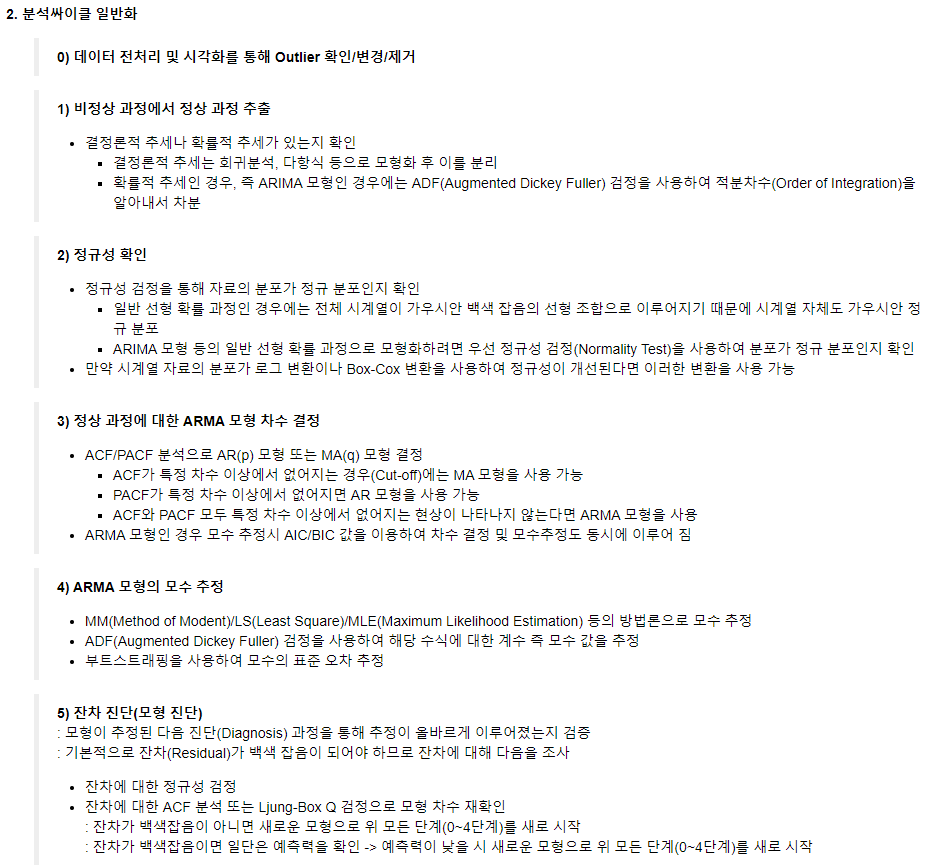 2. 분석싸이클 일반화
0) 데이터 전처리 및 시각화를 통해 Outlier 확인/변경/제거
1) 비정상 과정에서 정상 과정 추출
• 결정론적 추세나 확률적 추세가 있는지 확인
▪ 결정론적 추세는 회귀분석, 다항식 등으로 모형화 후 이를 분리
▪ 확률적 추세인 경우, 즉 ARIMA 모형인 경우에는 ADF(Augmented Dickey Fuller) 검정을 사용하여 적분차수(Order of Integration)을
알아내서 차분
2) 정규성 확인
• 정규성 검정을 통해 자료의 분포가 정규 분포인지 확인
▪ 일반 선형 확률 과정인 경우에는 전체 시계열이 가우시안 백색 잡음의 선형 조합으로 이루어지기 때문에 시계열 자체도 가우시안 정
규 분포
▪ ARIMA 모형 등의 일반 선형 확률 과정으로 모형화하려면 우선 정규성 검정(Normality Test)을 사용하여 분포가 정규 분포인지 확인
• 만약 시계열 자료의 분포가 로그 변환이나 Box-Cox 변환을 사용하여 정규성이 개선된다면 이러한 변환을 사용 가능
3) 정상 과정에 대한 ARMA 모형 차수 결정
• ACF/PACF 분석으로 AR(p) 모형 또는 MA(q) 모형 결정
▪ ACF가 특정 차수 이상에서 없어지는 경우(Cut-off)에는 MA 모형을 사용 가능
▪ PACF가 특정 차수 이상에서 없어지면 AR 모형을 사용 가능
▪ ACF와 PACF 모두 특정 차수 이상에서 없어지는 현상이 나타나지 않는다면 ARMA 모형을 사용
• ARMA 모형인 경우 모수 추정시 AIC/BIC 값을 이용하여 차수 결정 및 모수추정도 동시에 이루어 짐
4) ARMA 모형의 모수 추정
• MM(Method of Modent)/LS(Least Square)/MLE(Maximum Likelihood Estimation) 등의 방법론으로 모수 추정
• ADF(Augmented Dickey Fuller) 검정을 사용하여 해당 수식에 대한 계수 즉 모수 값을 추정
• 부트스트래핑을 사용하여 모수의 표준 오차 추정
5) 잔차 진단(모형 진단)
: 모형이 추정된 다음 진단(Diagnosis) 과정을 통해 추정이 올바르게 이루어졌는지 검증
: 기본적으로 잔차(Residual)가 백색 잡음이 되어야 하므로 잔차에 대해 다음을 조사
• 잔차에 대한 정규성 검정
• 잔차에 대한 ACF 분석 또는 Ljung-Box Q 검정으로 모형 차수 재확인
: 잔차가 백색잡음이 아니면 새로운 모형으로 위 모든 단계(0~4단계)를 새로 시작
: 잔차가 백색잡음이면 일단은 예측력을 확인 -> 예측력이 낮을 시 새로운 모형으로 위 모든 단계(0~4단계)를 새로 시작